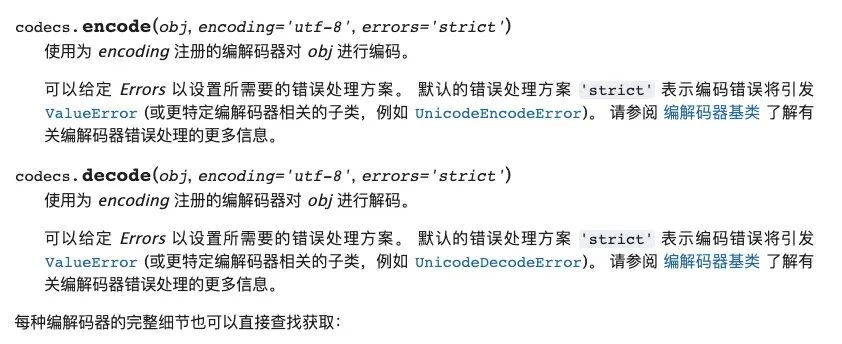 codecs.encode(obj, encoding='utf-8', errors='strict')
使用为 encoding 注册的编解码器对 obj 进行编码。
可以给定 Errors 以设置所需要的错误处理方案。 默认的错误处理方案 'strict' 表示编码错误将引发
ValueError (或更特定编解码器相关的子类，例如 UnicodeEncodeError)。 请参阅 编解码器基类 了解有
关编解码器错误处理的更多信息。
codecs.decode(obj, encoding='utf-8', errors='strict')
使用为 encoding 注册的编解码器对 obj 进行解码。
可以给定 Errors 以设置所需要的错误处理方案。 默认的错误处理方案 'strict' 表示编码错误将引发
ValueError (或更特定编解码器相关的子类，例如 UnicodeDecodeError)。 请参阅 编解码器基类 了解有
关编解码器错误处理的更多信息。
每种编解码器的完整细节也可以直接查找获取：